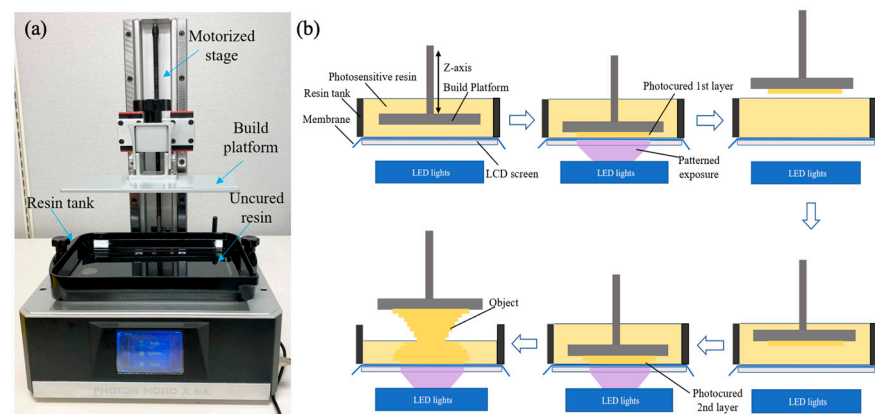 (a)
Motorized
stage
Build
platform
Resin tank
Uncured
resin
PHOTON MONO X 6K
(b)
Z-axis
Photosensitive resin
Build Platform
Resin tank
Membrane
LCD screen
LED lights
Photocured 1st layer
Patterned
exposure
LED lights
LED lights
Object
LED lights
Photocured
2nd layer
LED lights
LED lights